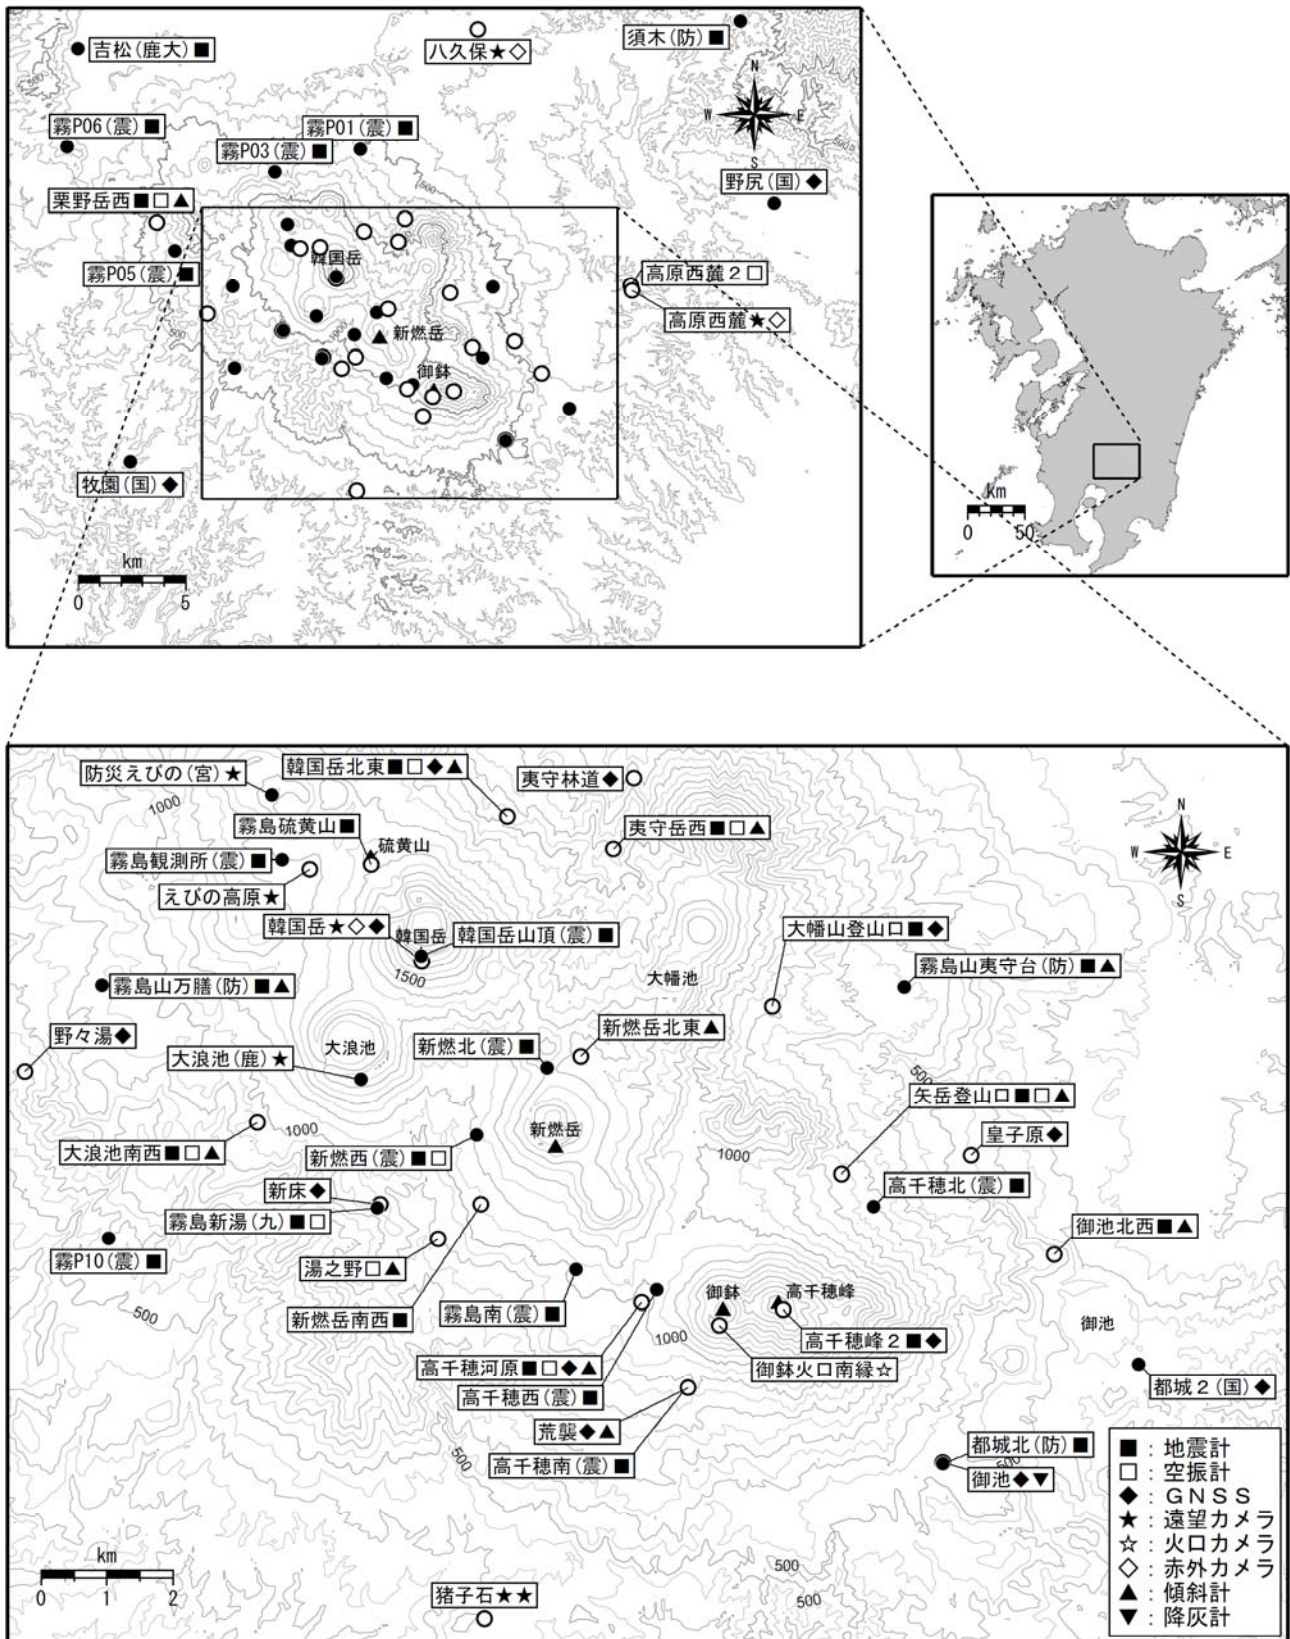 吉松(鹿大)■
八久保★◇
須木(防)■
N
W E
S
霧P06(震)■
霧P01(震)■
霧P03(震)■
野尻(国)◆
栗野岳西■□▲
霧P05(震)■
韓国岳
高原西麓2□
高原西麓★◇
新燃岳
御鉢
牧園(国)◆
500
500
500
1000
km
0 5
km
0 50
防災えびの(宮)★
韓国岳北東■□◆▲
夷守林道◆
1000
霧島硫黄山■
硫黄山
夷守岳西■□▲
N
W E
S
霧島観測所(震)■
えびの高原★
韓国岳★◇◆
韓国岳
韓国岳山頂(震)■
大幡山登山口■◆
1500
大幡池
霧島山夷守台(防)■▲
霧島山万膳(防)■▲
野々湯◆
大浪池
新燃北(震)■
新燃岳北東▲
大浪池(鹿)★
500
矢岳登山口■□▲
1000
新燃岳
皇子原◆
大浪池南西■□▲
新燃西(震)■□
1000
新床◆
高千穂北(震)■
霧島新湯(九)■□
御池北西■▲
霧P10(震)■
湯之野□▲
新燃岳南西■
霧島南(震)■
御鉢
高千穂峰
500
1000
高千穂峰2■◆
御池
高千穂河原■□◆▲
御鉢火口南縁☆
高千穂西(震)■
都城2(国)◆
荒襲◆▲
高千穂南(震)■
500
都城北(防)■
御池◆▼
500
■:地震計
□:空振計
◆:GNSS
★:遠望カメラ
☆:火口カメラ
◇:赤外カメラ
▲:傾斜計
▼:降灰計
km
0 1 2
猪子石★★
500
500